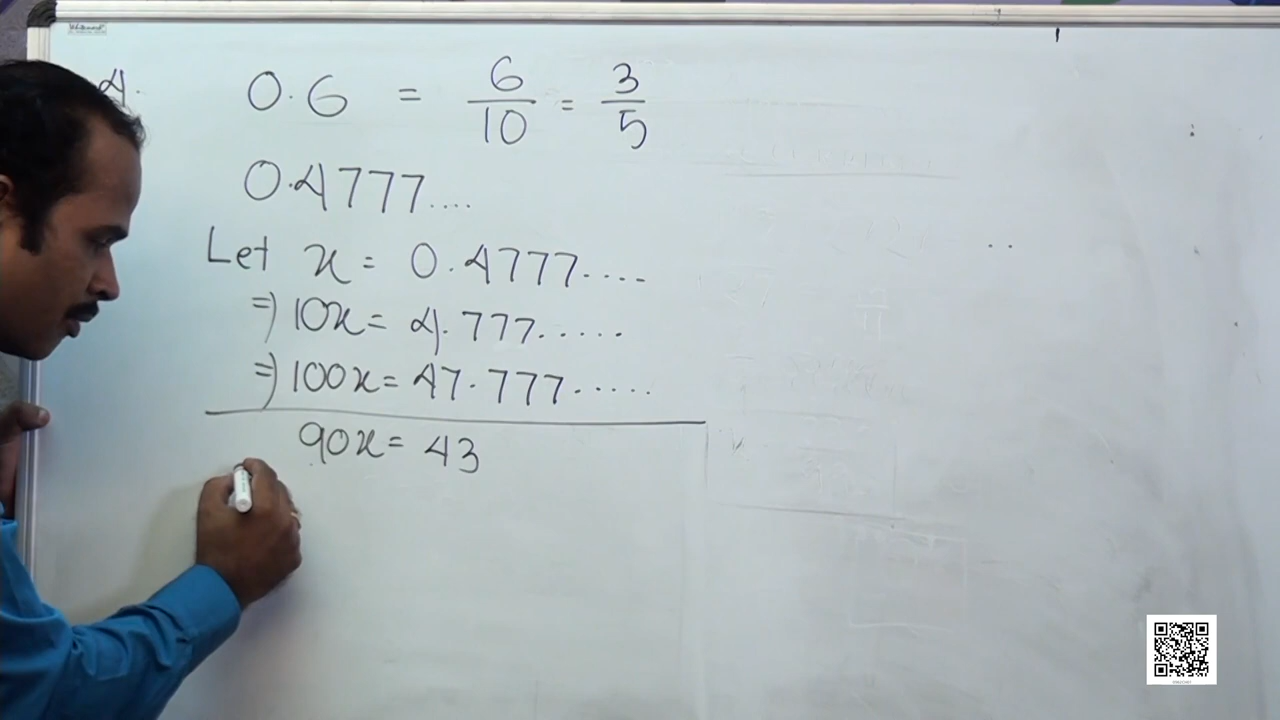 4.
0.6 = 6/10 = 3/5
0.4777....
Let x = 0.4777....
⇒ 10x = 4.777.....
⇒ 100x = 47.777.....
90x = 43